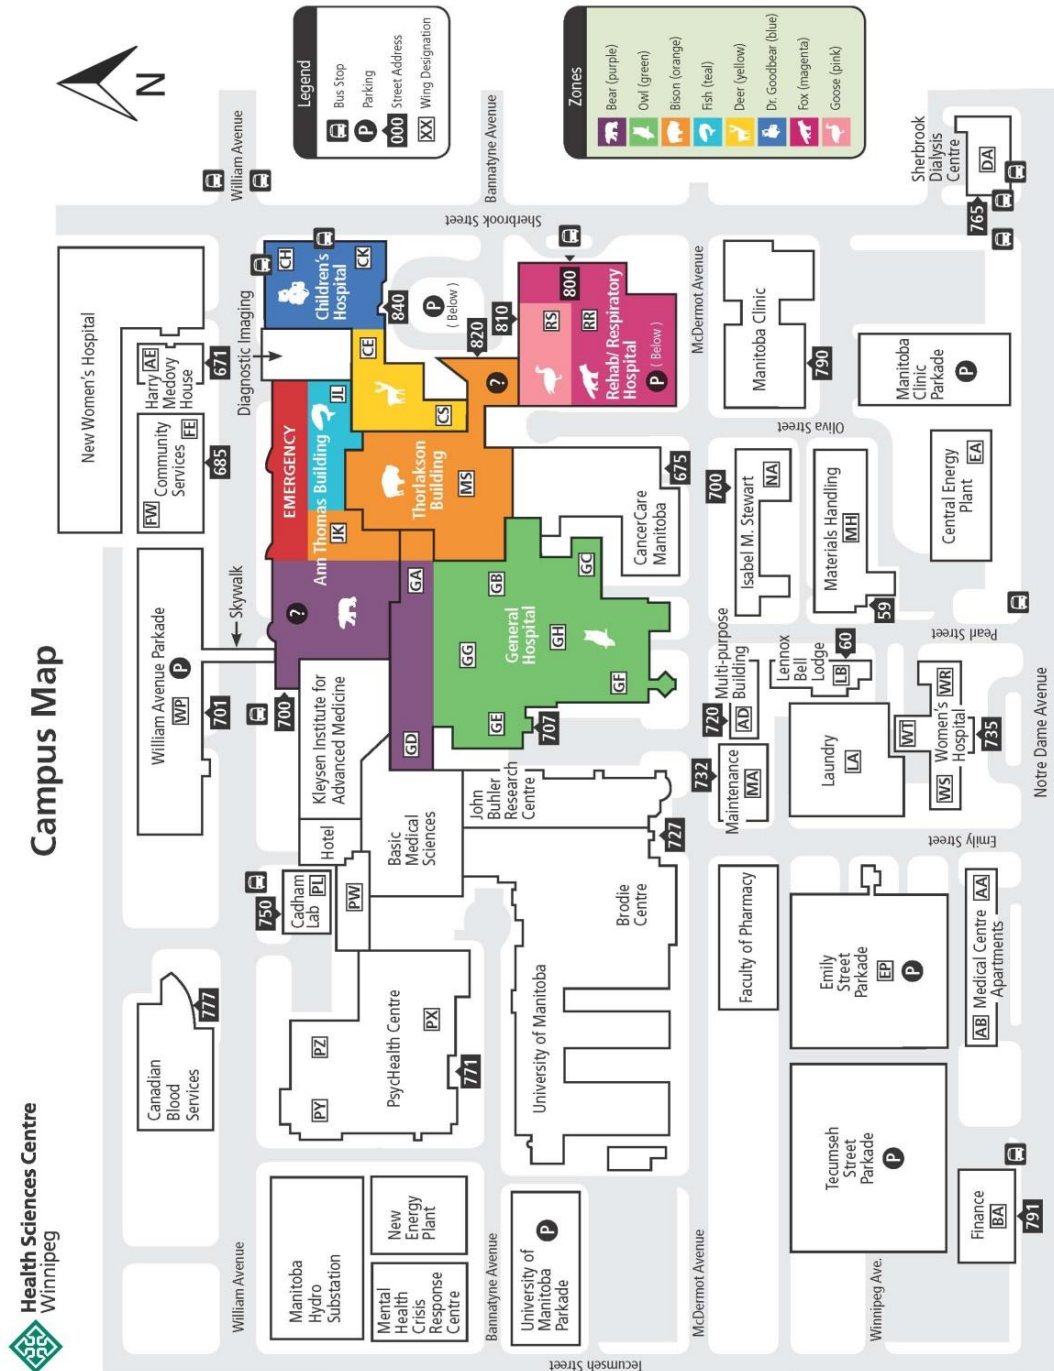 Health Sciences Centre
Winnipeg
Campus Map
N
Legend
Bus Stop
P Parking
000 Street Address
XX Wing Designation
Zones
Bear (purple)
Owl (green)
Bison (orange)
Fish (teal)
Deer (yellow)
Dr. Goodbear (blue)
Fox (magenta)
Goose (pink)
Canadian
Blood
Services
777
William Avenue Parkade
WP
P
701
Skywalk
New Women's Hospital
FW
Community
Services
FE
685
Harry
Medovy
House
AE
671
Diagnostic Imaging
William Avenue
William Avenue
Manitoba
Hydro
Substation
New
Energy
Plant
Mental
Health
Crisis
Response
Centre
PY
PZ
PsycHealth Centre
PX
771
750
Cadham
Lab
PL
PW
Hotel
Kleysen Institute for
Advanced Medicine
700
?
EMERGENCY
Ann Thomas Building
JK
JL
Children's
Hospital
CH
CK
840
CE
CS
Thorlakson
Building
MS
GD
GA
Basic
Medical
Sciences
General
Hospital
GE
GG
GB
GH
GF
GC
707
P
( Below )
820
810
?
RS
800
RR
Rehab/ Respiratory
Hospital
P ( Below )
Bannatyne Avenue
Bannatyne Avenue
Sherbrook Street
University of
Manitoba
Parkade
P
University of Manitoba
Brodie
Centre
727
John
Buhler
Research
Centre
CancerCare
Manitoba
675
McDermot Avenue
McDermot Avenue
Faculty of Pharmacy
732
Maintenance
MA
720
Multi-purpose
Building
AD
700
Isabel M. Stewart
NA
Manitoba Clinic
790
Oliva Street
Tecumseh
Street
Parkade
P
Emily
Street
Parkade
EP
P
Laundry
LA
Lennox
Bell
Lodge
LB
60
Materials Handling
MH
59
Manitoba
Clinic
Parkade
P
Sherbrook
Dialysis
Centre
DA
765
Winnipeg Ave.
Emily Street
WT
WS
Women's
Hospital
WR
735
Pearl Street
Central Energy
Plant
EA
Finance
BA
791
AB
Medical Centre
Apartments
AA
Notre Dame Avenue
Tecumseh Street